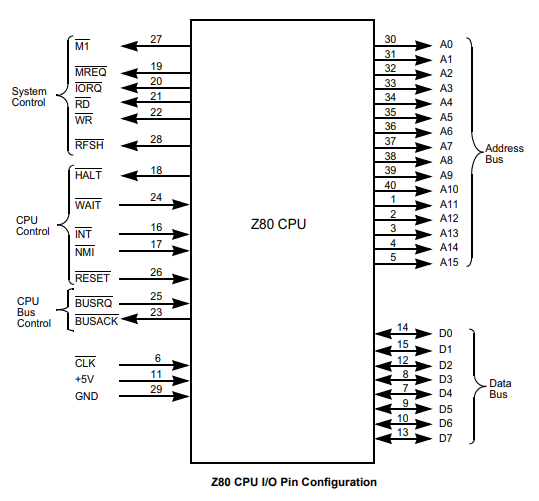 27
M1
19
MREQ
20
IORQ
21
RD
22
WR
28
RFSH
System
Control
18
HALT
24
WAIT
16
INT
17
NMI
26
RESET
CPU
Control
25
BUSRQ
23
BUSACK
CPU
Bus
Control
6
CLK
11
+5V
29
GND
Z80 CPU
30 A0
31 A1
32 A2
33 A3
34 A4
35 A5
36 A6
37 A7
38 A8
39 A9
40 A10
1 A11
2 A12
3 A13
4 A14
5 A15
Address
Bus
14 D0
15 D1
12 D2
8 D3
7 D4
9 D5
10 D6
13 D7
Data
Bus
Z80 CPU I/O Pin Configuration